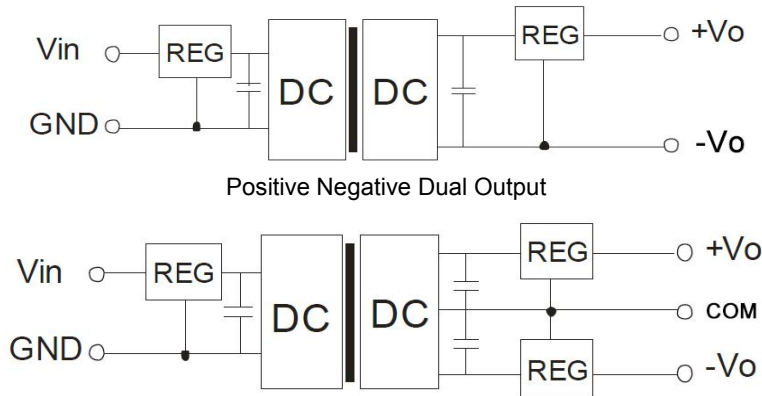 Vin REG DC DC REG +Vo
GND -Vo
Positive Negative Dual Output
Vin REG DC DC REG +Vo
COM
GND REG -Vo